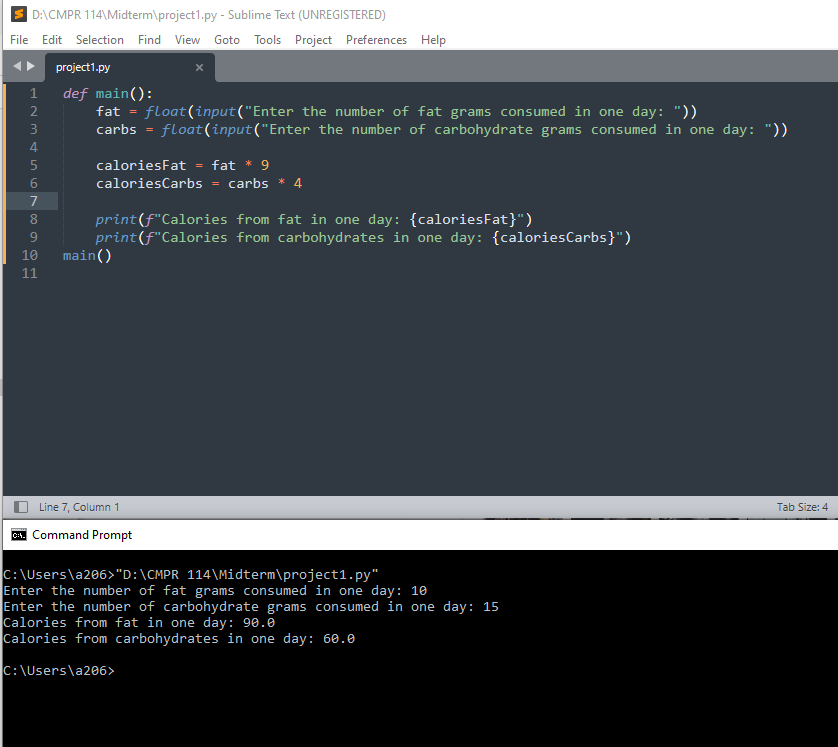 D:\CMPR 114\Midterm\project1.py - Sublime Text (UNREGISTERED)
File Edit Selection Find View Goto Tools Project Preferences Help
project1.py ×
1 def main():
2     fat = float(input("Enter the number of fat grams consumed in one day: "))
3     carbs = float(input("Enter the number of carbohydrate grams consumed in one day: "))
4
5     caloriesFat = fat * 9
6     caloriesCarbs = carbs * 4
7
8     print(f"Calories from fat in one day: {caloriesFat}")
9     print(f"Calories from carbohydrates in one day: {caloriesCarbs}")
10 main()
11
Line 7, Column 1 Tab Size: 4
Command Prompt
C:\Users\a206>"D:\CMPR 114\Midterm\project1.py"
Enter the number of fat grams consumed in one day: 10
Enter the number of carbohydrate grams consumed in one day: 15
Calories from fat in one day: 90.0
Calories from carbohydrates in one day: 60.0
C:\Users\a206>